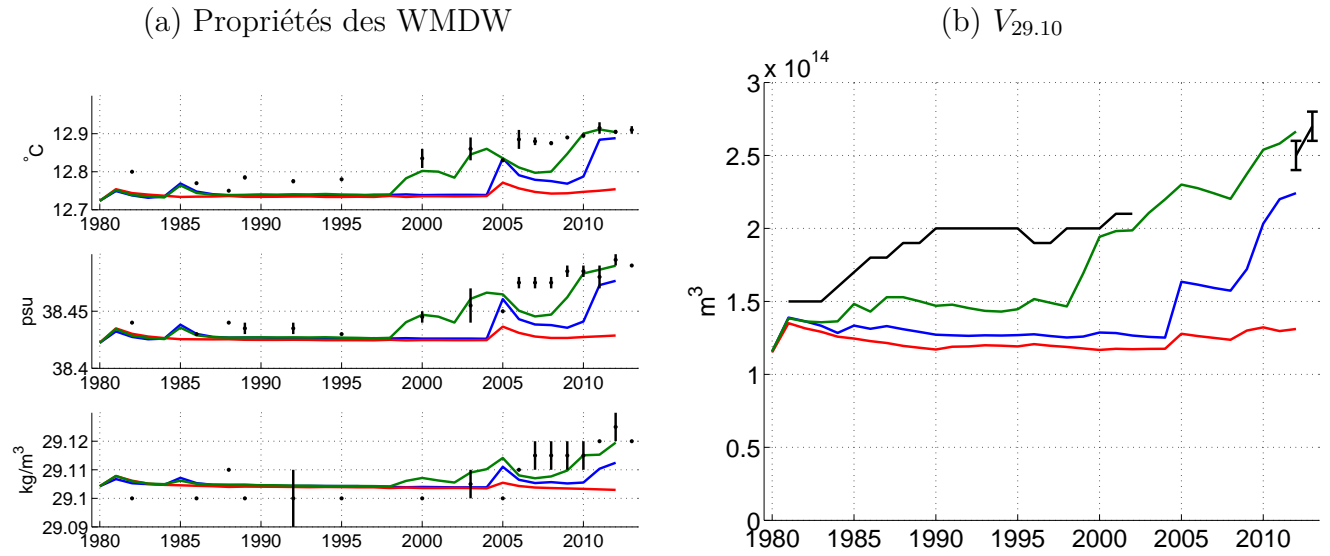 (a) Propriétés des WMDW
12.9
12.8
12.7
°C
1980 1985 1990 1995 2000 2005 2010
38.45
38.4
psu
1980 1985 1990 1995 2000 2005 2010
29.12
29.11
29.1
29.09
kg/m³
1980 1985 1990 1995 2000 2005 2010
(b) V₂₉.₁₀
x 10¹⁴
3
2.5
2
1.5
1
0.5
0
m³
1980 1985 1990 1995 2000 2005 2010